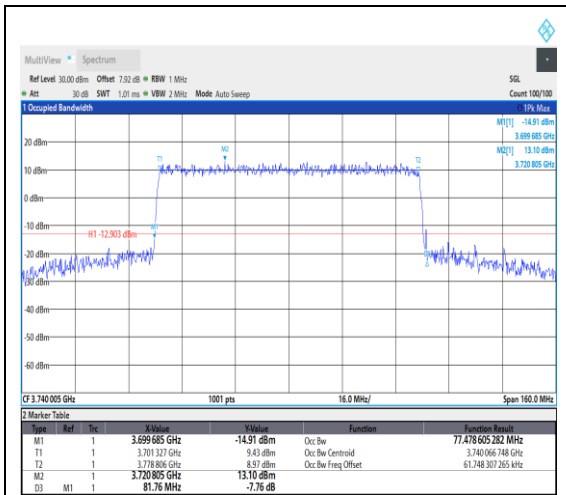 MultiView Spectrum
Ref Level 30.00 dBm Offset 7.92 dB RBW 1 MHz SGL
Att 30 dB SWT 1.01 ms VBW 2 MHz Mode Auto Sweep Count 100/100
1 Occupied Bandwidth 1Pk Max
M1[1] -14.91 dBm
3.699 685 GHz
M2[1] 13.10 dBm
3.720 805 GHz
20 dBm
T1 M2 T2
10 dBm
0 dBm
-10 dBm
H1 -12.903 dBm M1
-20 dBm
-30 dBm
-40 dBm
-50 dBm
-60 dBm
CF 3.740 005 GHz 1001 pts 16.0 MHz/ Span 160.0 MHz
2 Marker Table
Type Ref Trc X-Value Y-Value Function Function Result
M1 1 3.699 685 GHz -14.91 dBm Occ Bw 77.478 605 282 MHz
T1 1 3.701 327 GHz 9.43 dBm Occ Bw Centroid 3.740 066 748 GHz
T2 1 3.778 806 GHz 8.97 dBm Occ Bw Freq Offset 61.748 307 265 kHz
M2 1 3.720 805 GHz 13.10 dBm
D3 M1 1 81.76 MHz -7.76 dB